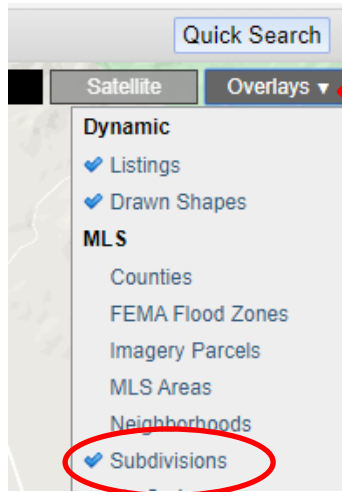 Quick Search
Satellite Overlays ▾
Dynamic
Listings
Drawn Shapes
MLS
Counties
FEMA Flood Zones
Imagery Parcels
MLS Areas
Neighborhoods
Subdivisions